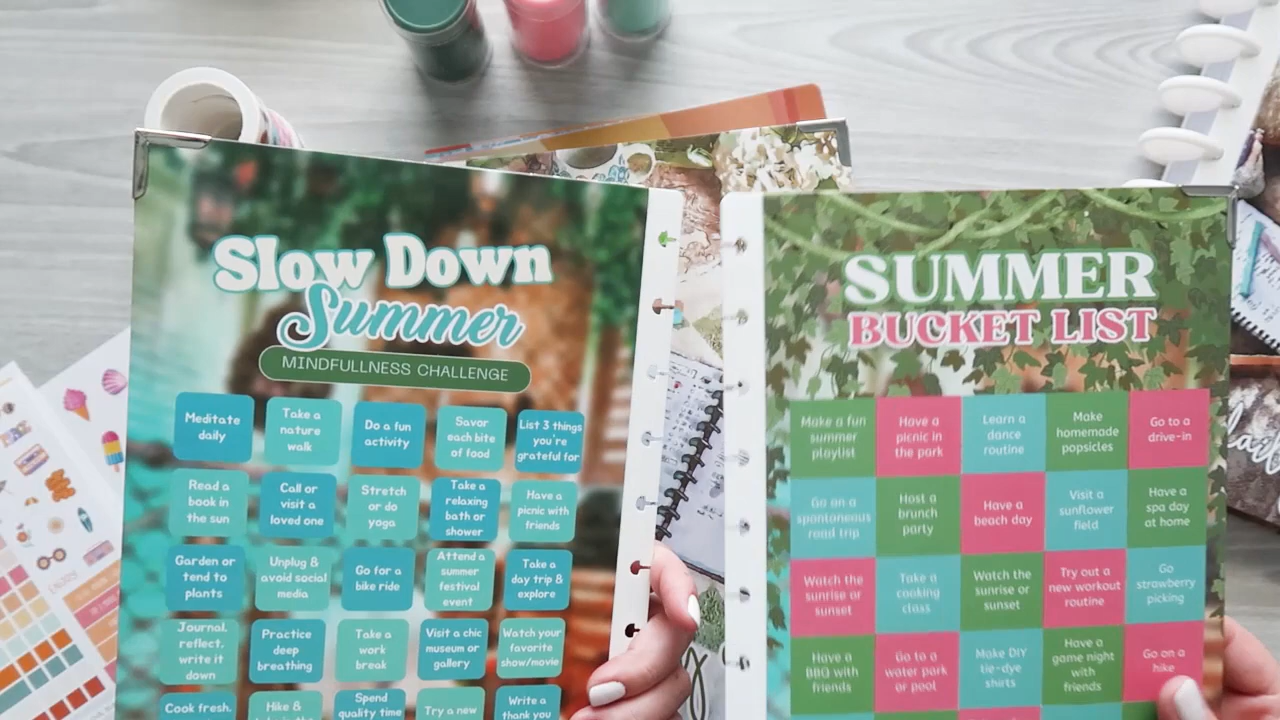 Slow Down
Summer
MINDFULLNESS CHALLENGE
Meditate
daily
Take a
nature
walk
Do a fun
activity
Savor
each bite
of food
List 3 things
you're
grateful for
Read a
book in
the sun
Call or
visit a
loved one
Stretch
or do
yoga
Take a
relaxing
bath or
shower
Have a
picnic with
friends
Garden or
tend to
plants
Unplug &
avoid social
media
Go for a
bike ride
Attend a
summer
festival
event
Take a
day trip &
explore
Journal,
reflect,
write it
down
Practice
deep
breathing
Take a
work
break
Visit a chic
museum or
gallery
Watch your
favorite
show/movie
Cook fresh,
Hike &
Spend
quality time
Try a new
Write a
thank you
SUMMER
BUCKET LIST
Make a fun
summer
playlist
Have a
picnic in
the park
Learn a
dance
routine
Make
homemade
popsicles
Go to a
drive-in
Go on a
spontaneous
road trip
Host a
brunch
party
Have a
beach day
Visit a
sunflower
field
Have a
spa day
at home
Watch the
sunrise or
sunset
Take a
cooking
class
Watch the
sunrise or
sunset
Try out a
new workout
routine
Go
strawberry
picking
Have a
BBQ with
friends
Go to a
water park
or pool
Make DIY
tie-dye
shirts
Have a
game night
with
friends
Go on a
hike